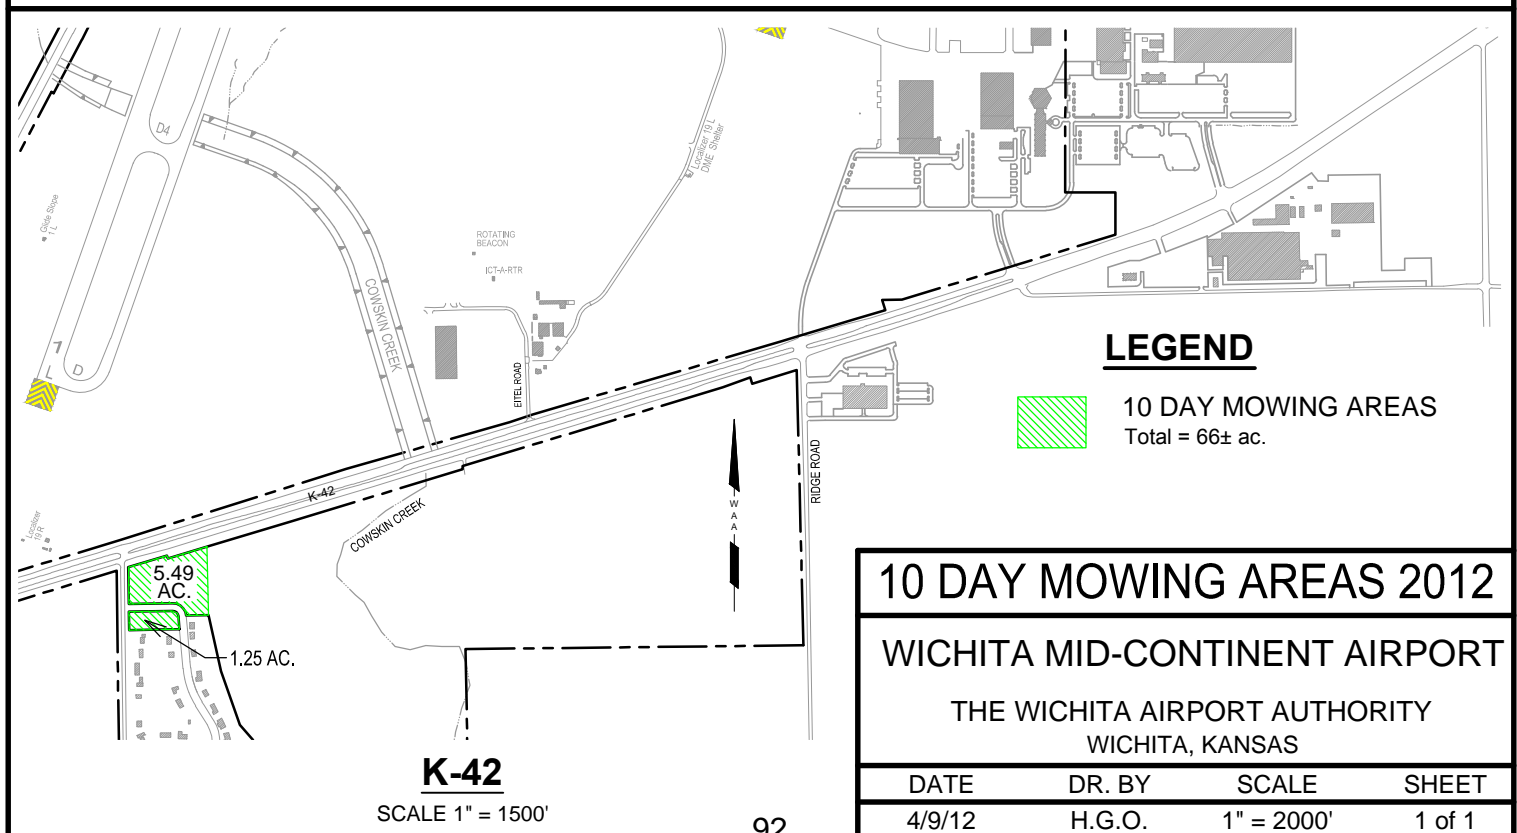 D4
Localizer 19 L
DME Shelter
Glide Slope
1 L
ROTATING
BEACON
ICT-A-RTR
COWSKIN CREEK
1
L
D
EITEL ROAD
LEGEND
10 DAY MOWING AREAS
Total = 66± ac.
K-42
RIDGE ROAD
W
A
A
COWSKIN CREEK
Localizer
19 R
5.49
AC.
1.25 AC.
10 DAY MOWING AREAS 2012
WICHITA MID-CONTINENT AIRPORT
THE WICHITA AIRPORT AUTHORITY
WICHITA, KANSAS
K-42
SCALE 1" = 1500'
DATE DR. BY SCALE SHEET
4/9/12 H.G.O. 1" = 2000' 1 of 1
92